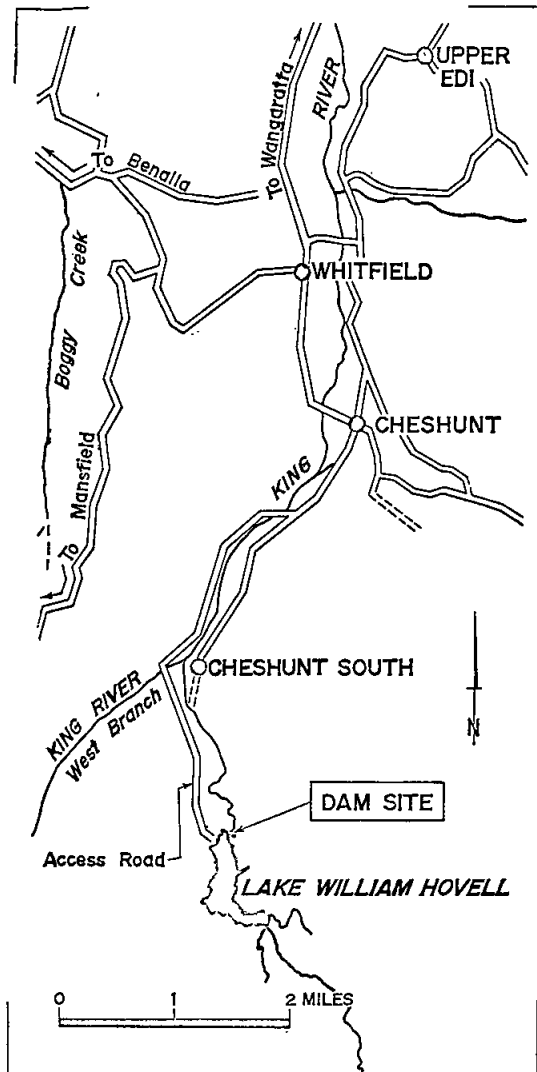 UPPER
EDI
RIVER
To Wangaratta
To Benalla
WHITFIELD
Boggy Creek
CHESHUNT
To Mansfield
KING
CHESHUNT SOUTH
KING RIVER
West Branch
N
DAM SITE
Access Road
LAKE WILLIAM HOVELL
0 1 2 MILES